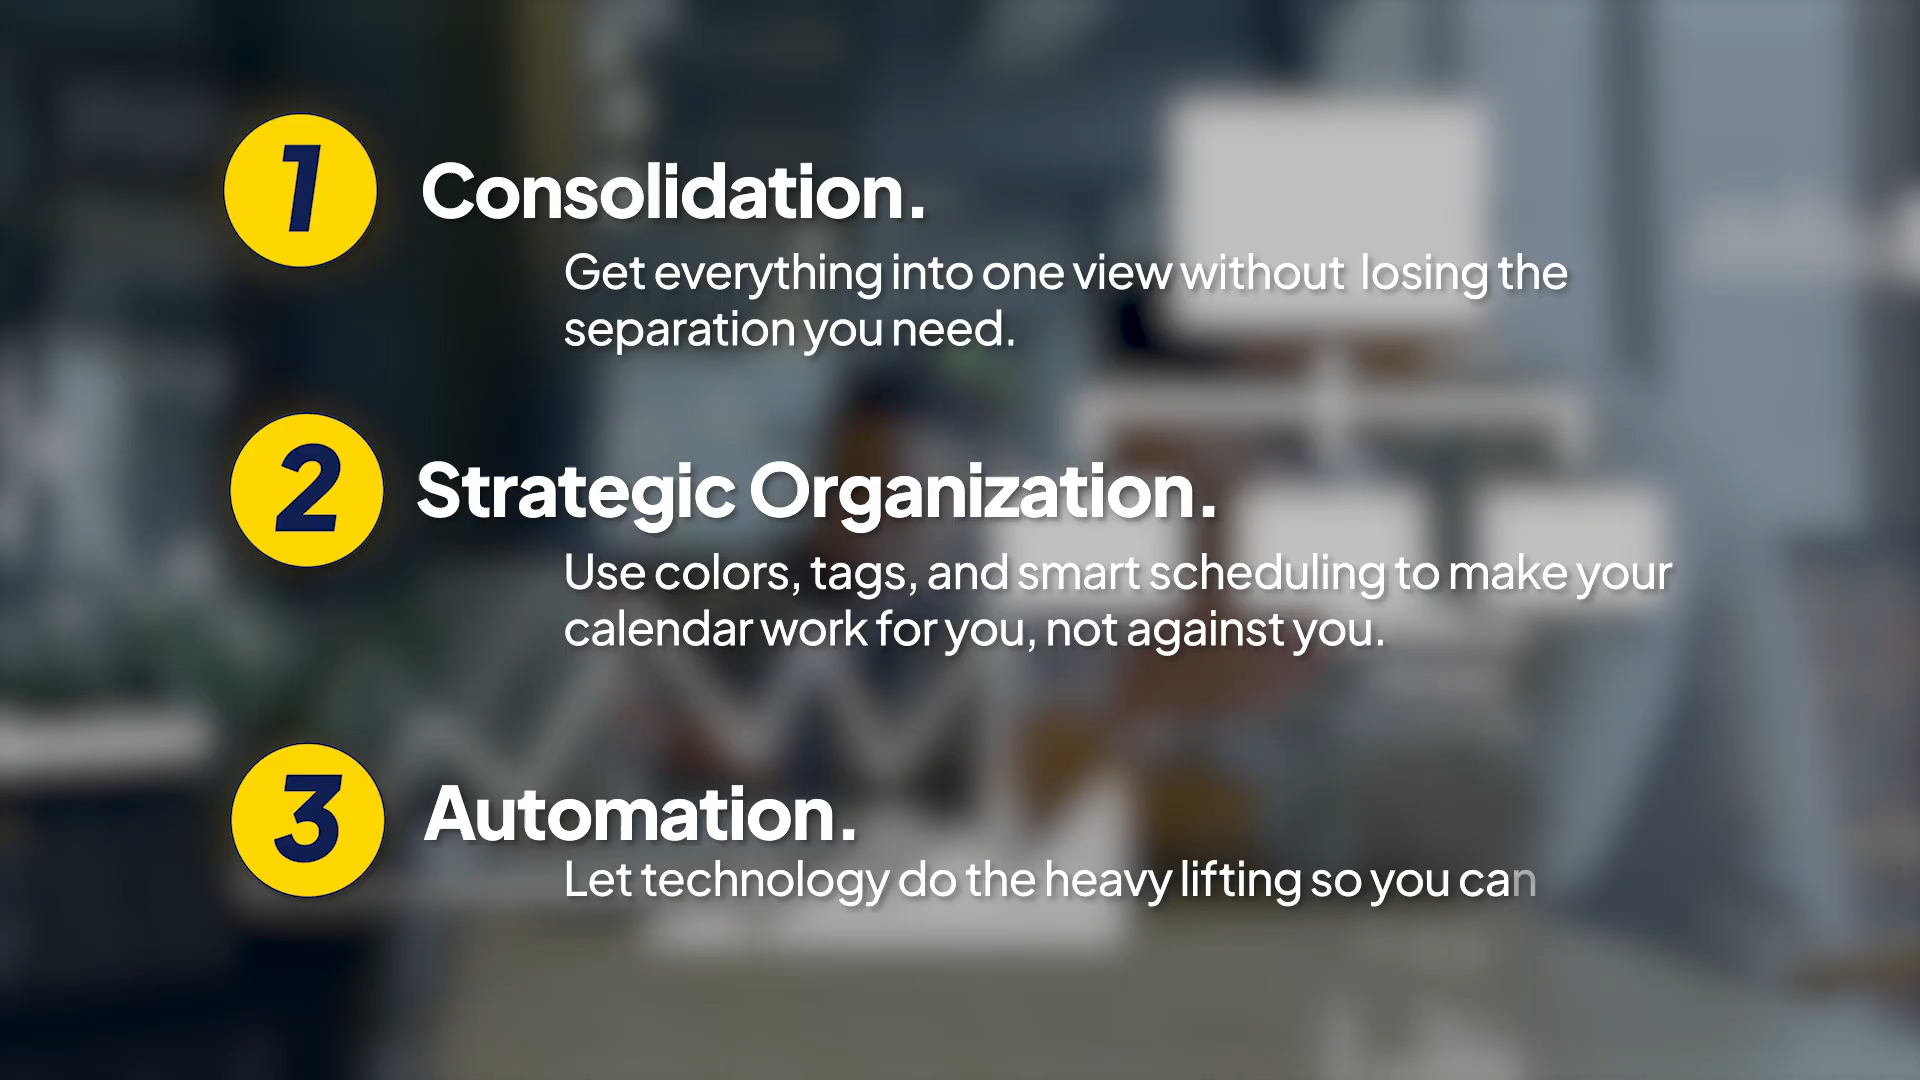 1
Consolidation.
Get everything into one view without losing the
separation you need.
2
Strategic Organization.
Use colors, tags, and smart scheduling to make your
calendar work for you, not against you.
3
Automation.
Let technology do the heavy lifting so you can